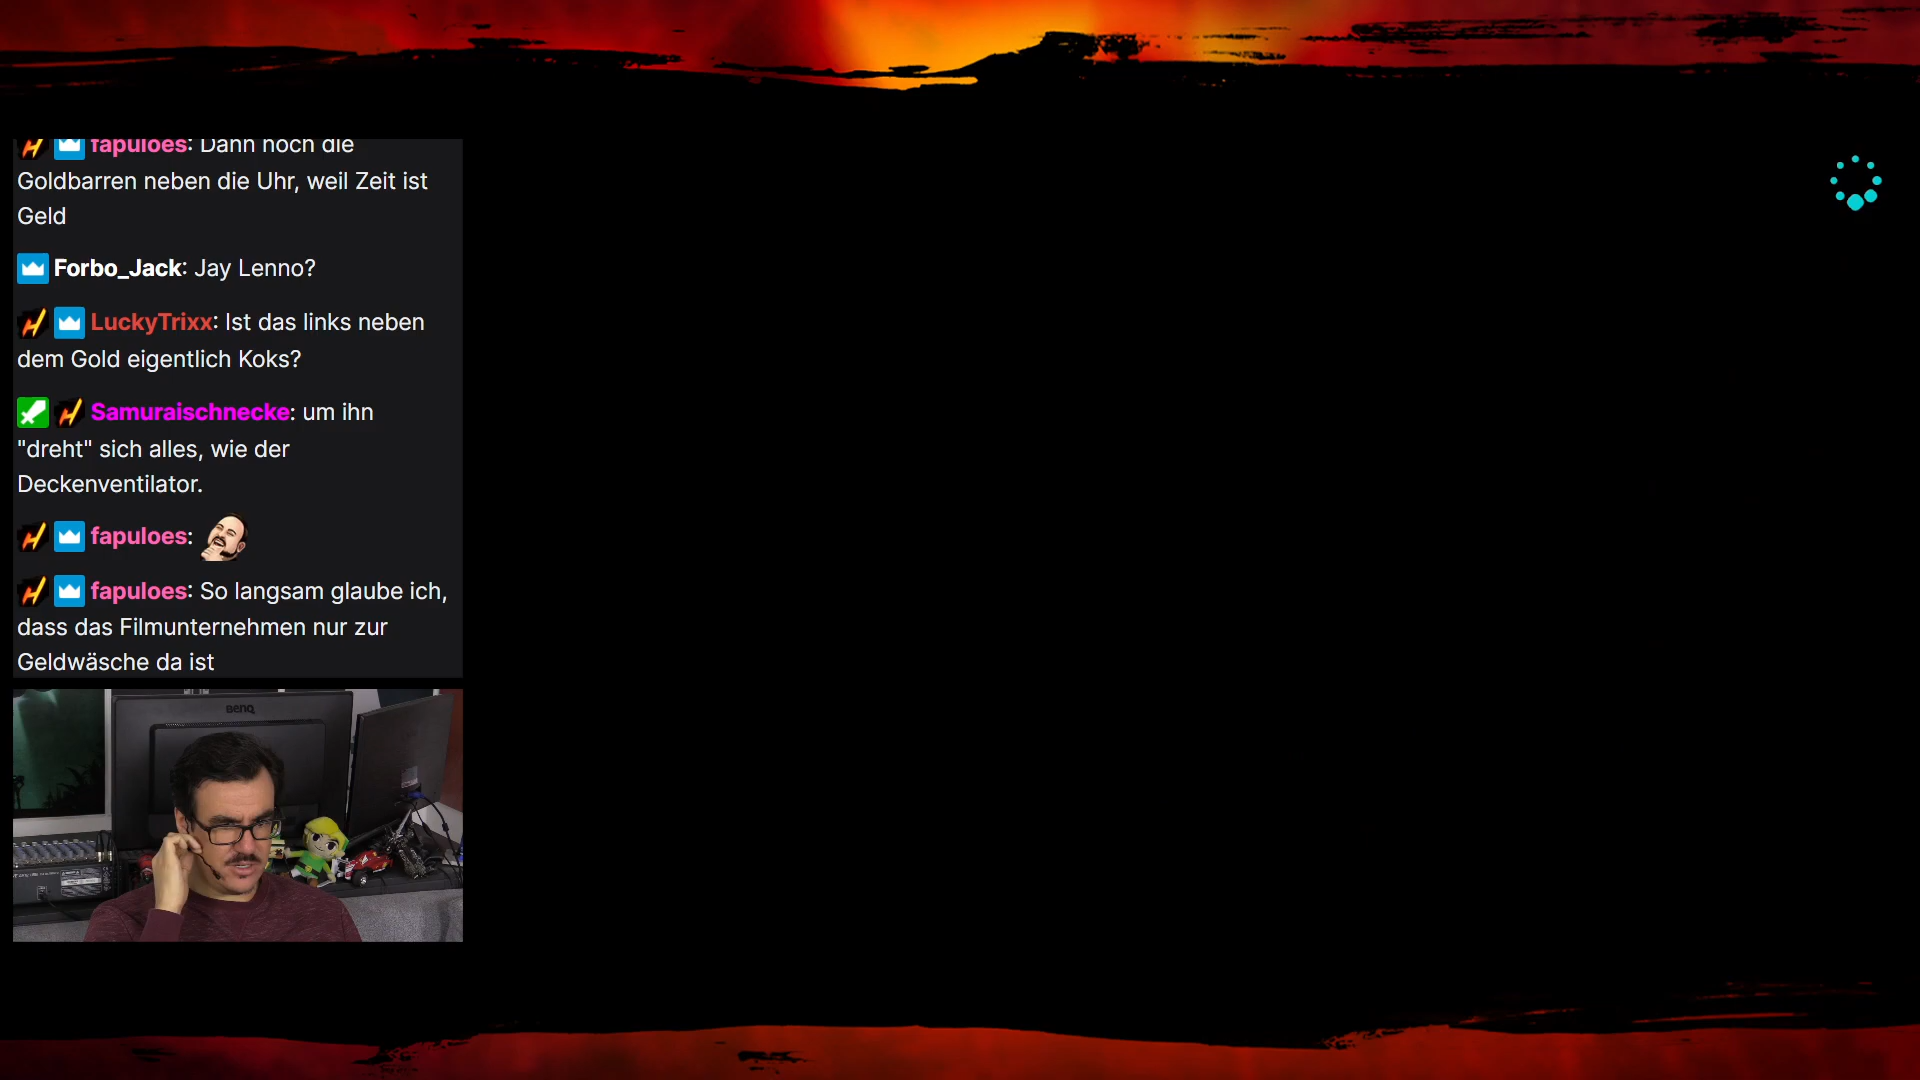 fapuloes: Dann noch die
Goldbarren neben die Uhr, weil Zeit ist
Geld
Forbo_Jack: Jay Lenno?
LuckyTrixx: Ist das links neben
dem Gold eigentlich Koks?
Samuraischnecke: um ihn
"dreht" sich alles, wie der
Deckenventilator.
fapuloes:
fapuloes: So langsam glaube ich,
dass das Filmunternehmen nur zur
Geldwäsche da ist
BenQ